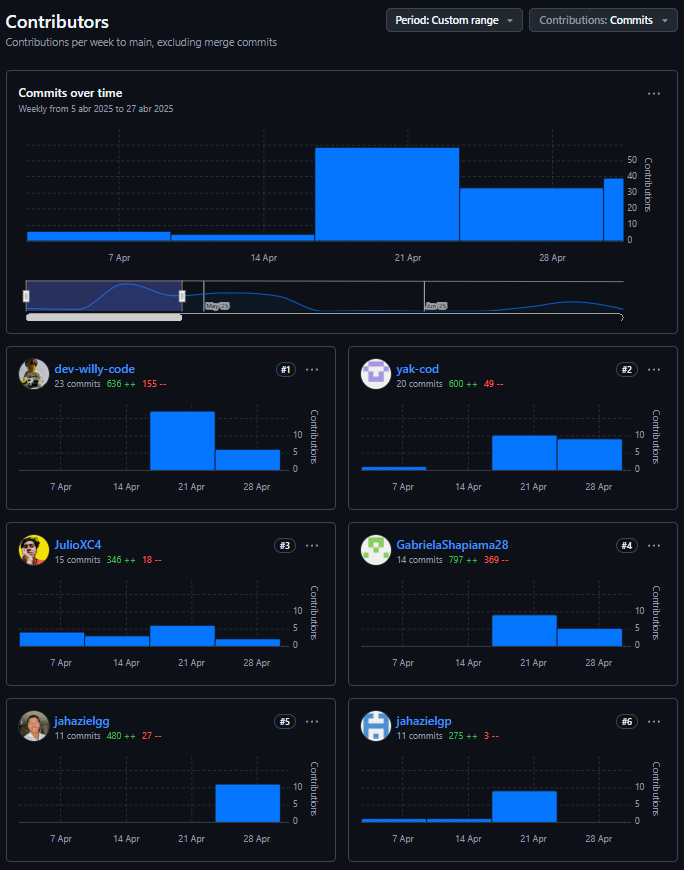 Contributors
Period: Custom range
Contributions: Commits
Contributions per week to main, excluding merge commits
Commits over time
Weekly from 5 abr 2025 to 27 abr 2025
50
40
30
20
10
0
Contributions
7 Apr
14 Apr
21 Apr
28 Apr
May '25
Jun '25
dev-willy-code
#1
23 commits 636 ++ 155 --
10
5
0
Contributions
7 Apr
14 Apr
21 Apr
28 Apr
yak-cod
#2
20 commits 600 ++ 49 --
10
5
0
Contributions
7 Apr
14 Apr
21 Apr
28 Apr
JulioXC4
#3
15 commits 346 ++ 18 --
10
5
0
Contributions
7 Apr
14 Apr
21 Apr
28 Apr
GabrielaShapiama28
#4
14 commits 797 ++ 369 --
10
5
0
Contributions
7 Apr
14 Apr
21 Apr
28 Apr
jahazielgg
#5
11 commits 480 ++ 27 --
10
5
0
Contributions
7 Apr
14 Apr
21 Apr
28 Apr
jahazielgp
#6
11 commits 275 ++ 3 --
10
5
0
Contributions
7 Apr
14 Apr
21 Apr
28 Apr